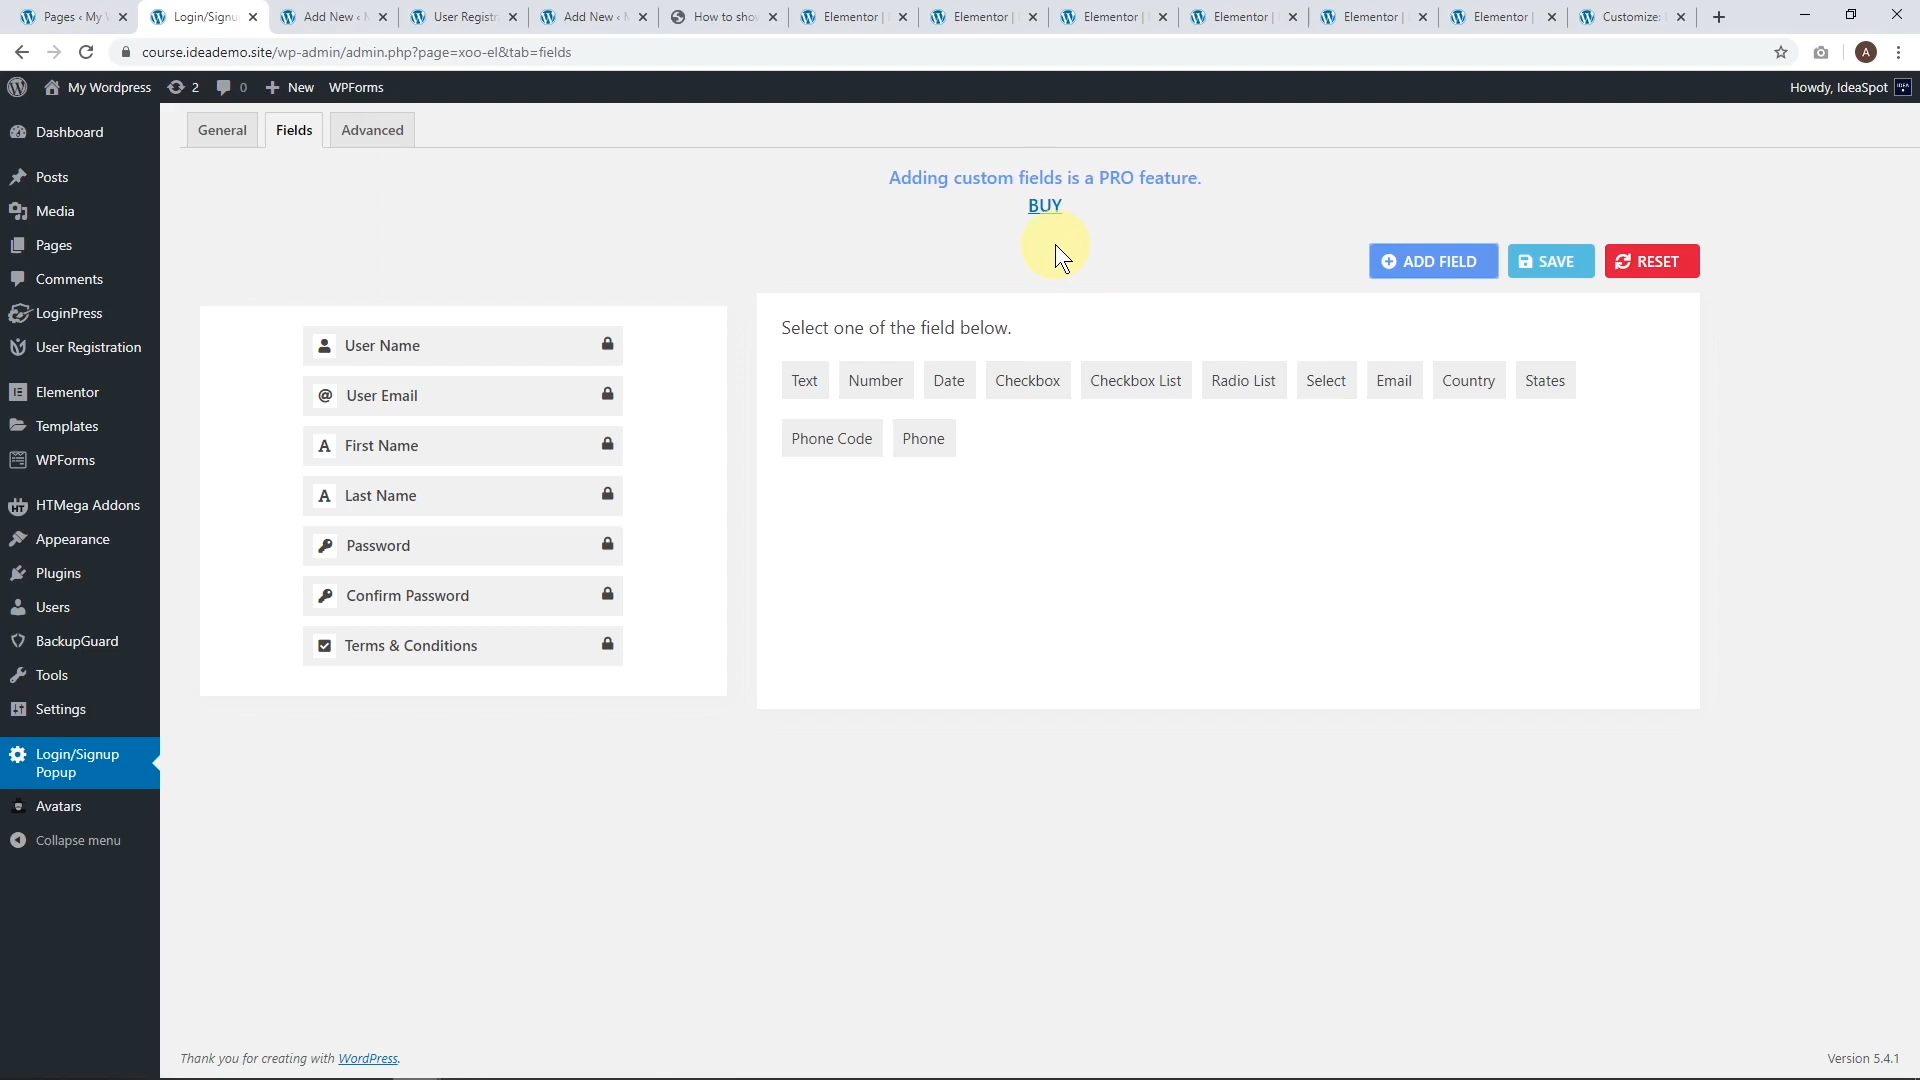 Pages ‹ My
Login/Signu
Add New ‹
User Registr
Add New ‹
How to sho
Elementor |
Elementor |
Elementor |
Elementor |
Elementor |
Elementor |
Customize:
course.ideademo.site/wp-admin/admin.php?page=xoo-el&tab=fields
A
My Wordpress
2
0
New
WPForms
Howdy, IdeaSpot
Dashboard
Posts
Media
Pages
Comments
LoginPress
User Registration
Elementor
Templates
WPForms
HTMega Addons
Appearance
Plugins
Users
BackupGuard
Tools
Settings
Login/Signup
Popup
Avatars
Collapse menu
General
Fields
Advanced
Adding custom fields is a PRO feature.
BUY
ADD FIELD
SAVE
RESET
User Name
@ User Email
A First Name
A Last Name
Password
Confirm Password
Terms & Conditions
Select one of the field below.
Text
Number
Date
Checkbox
Checkbox List
Radio List
Select
Email
Country
States
Phone Code
Phone
Thank you for creating with WordPress.
Version 5.4.1